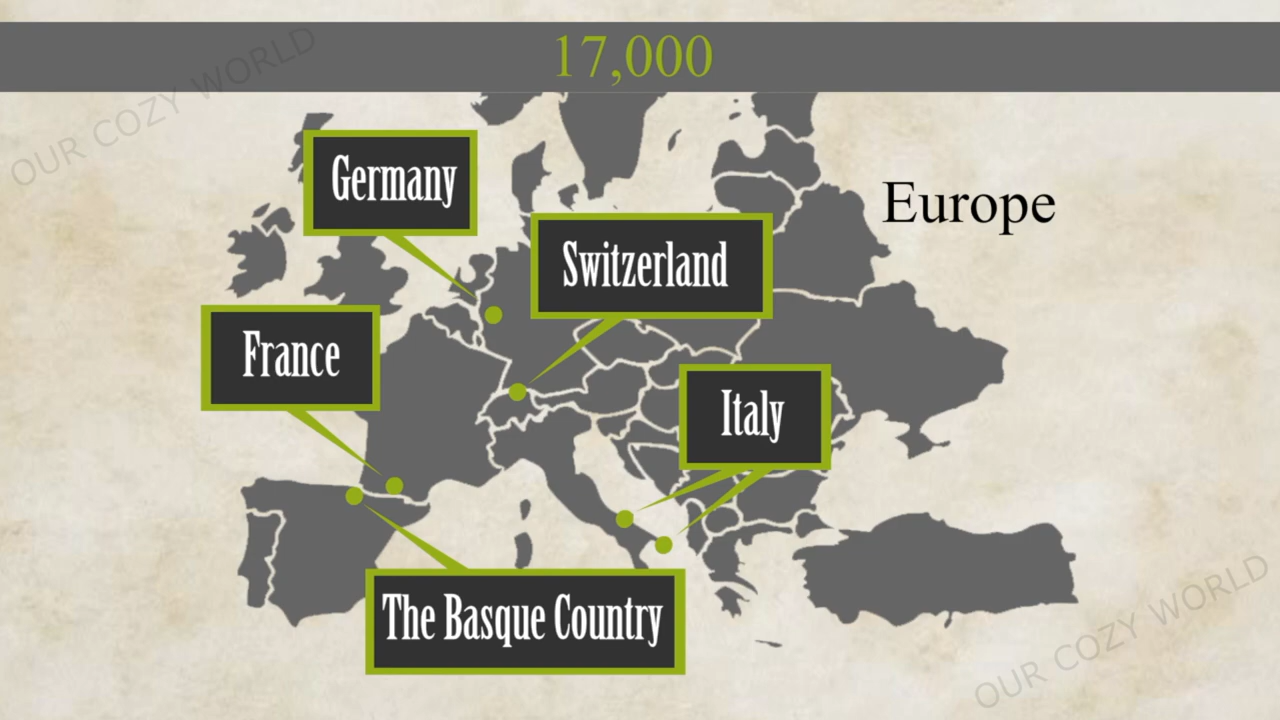 17,000
OUR COZY WORLD
Germany
Europe
Switzerland
France
Italy
The Basque Country
OUR COZY WORLD